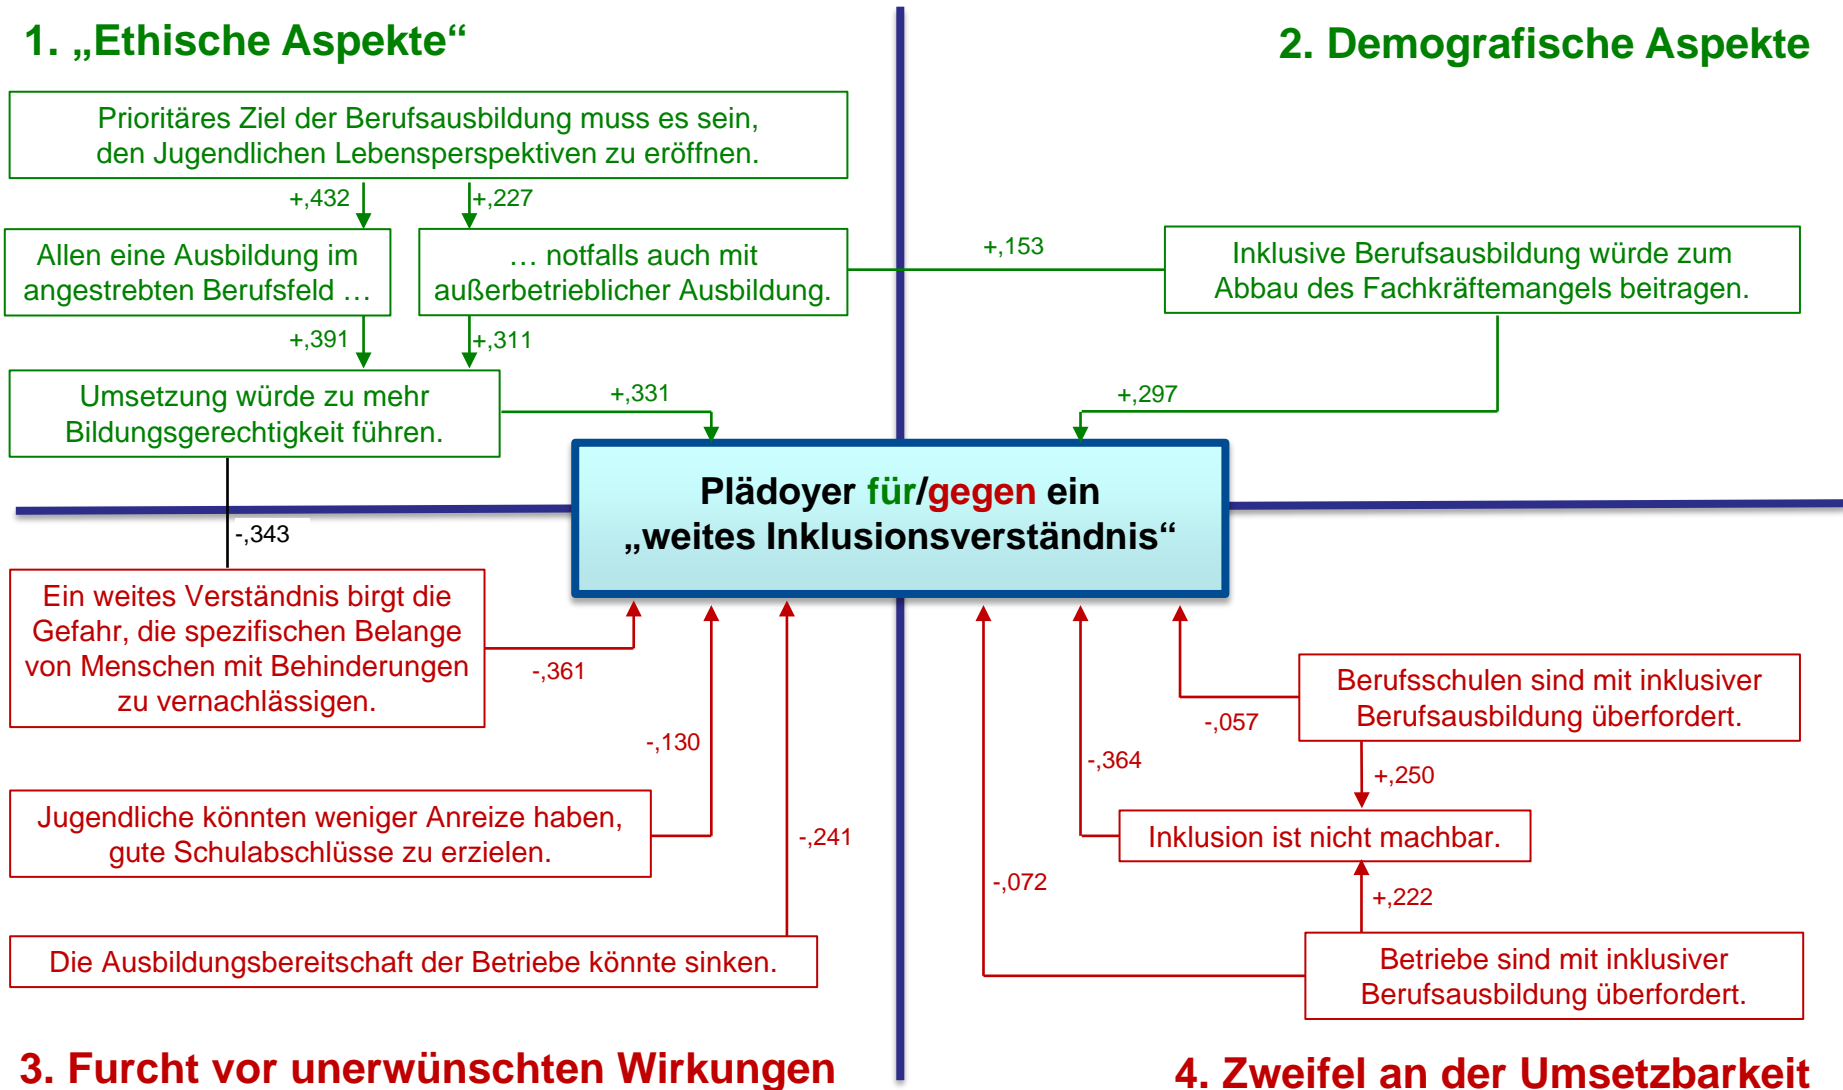 1. „Ethische Aspekte“
2. Demografische Aspekte
Prioritäres Ziel der Berufsausbildung muss es sein,
den Jugendlichen Lebensperspektiven zu eröffnen.
+,432
+,227
Allen eine Ausbildung im
angestrebten Berufsfeld …
… notfalls auch mit
außerbetrieblicher Ausbildung.
+,153
Inklusive Berufsausbildung würde zum
Abbau des Fachkräftemangels beitragen.
+,391
+,311
Umsetzung würde zu mehr
Bildungsgerechtigkeit führen.
+,331
+,297
Plädoyer für/gegen ein
„weites Inklusionsverständnis“
-,343
Ein weites Verständnis birgt die
Gefahr, die spezifischen Belange
von Menschen mit Behinderungen
zu vernachlässigen.
-,361
-,130
Jugendliche könnten weniger Anreize haben,
gute Schulabschlüsse zu erzielen.
-,241
Die Ausbildungsbereitschaft der Betriebe könnte sinken.
Berufsschulen sind mit inklusiver
Berufsausbildung überfordert.
-,057
-,364
+,250
Inklusion ist nicht machbar.
-,072
+,222
Betriebe sind mit inklusiver
Berufsausbildung überfordert.
3. Furcht vor unerwünschten Wirkungen
4. Zweifel an der Umsetzbarkeit